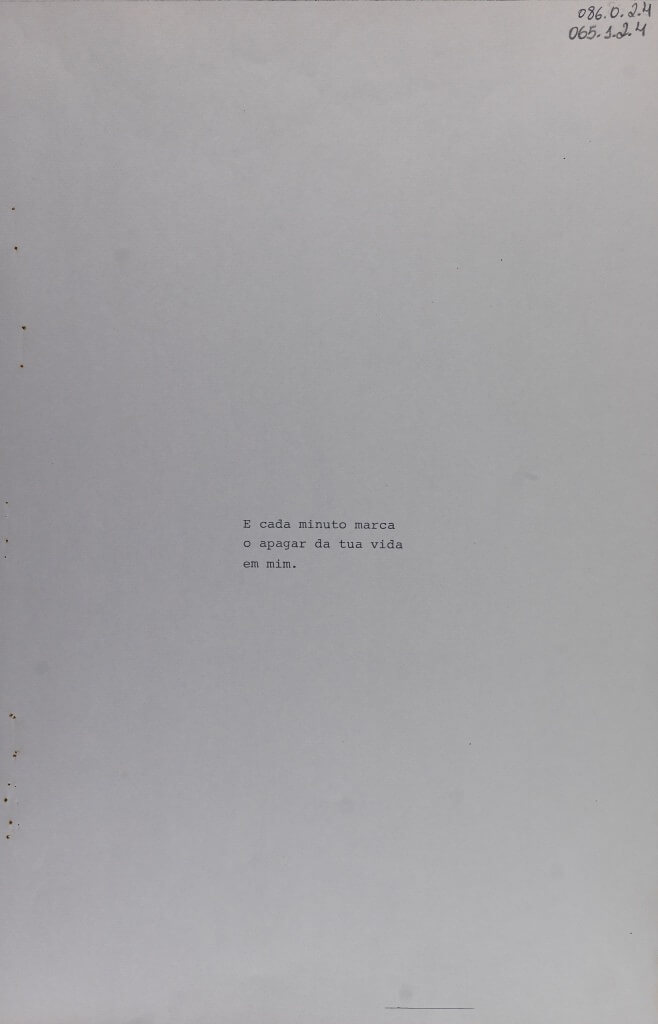 086.0.2.4
065.1.2.4
E cada minuto marca
o apagar da tua vida
em mim.